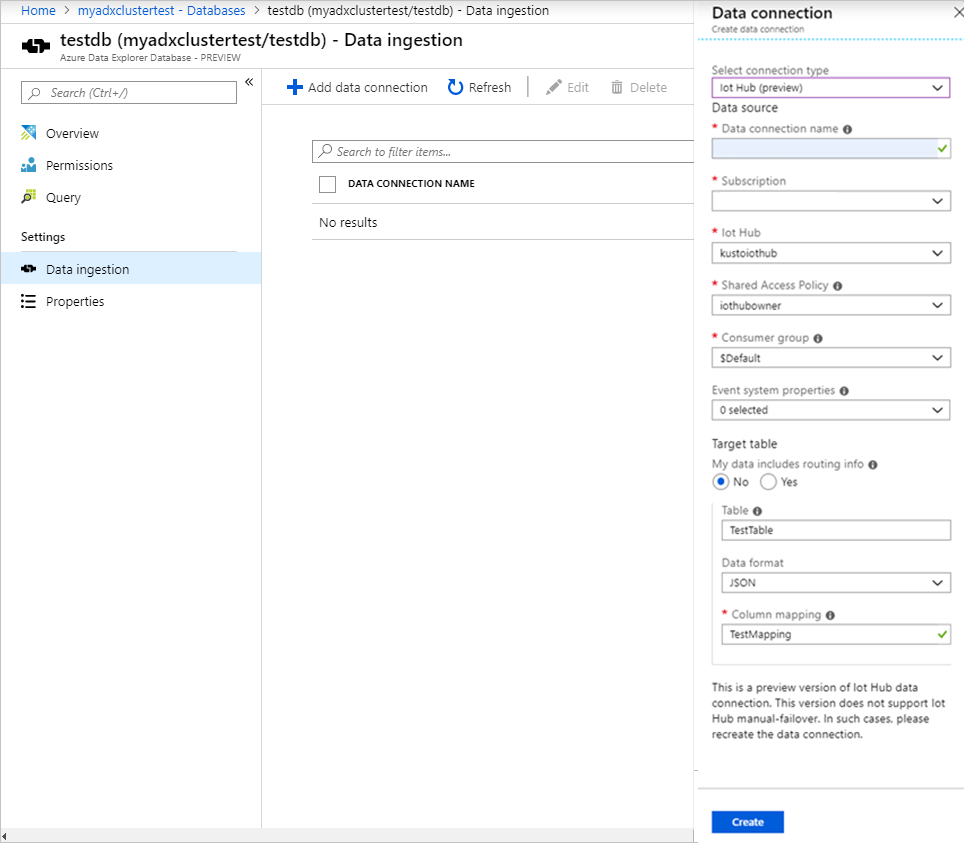 Home > myadxclustertest - Databases > testdb (myadxclustertest/testdb) - Data ingestion
testdb (myadxclustertest/testdb) - Data ingestion
Azure Data Explorer Database - PREVIEW
Search (Ctrl+/)
«
Overview
Permissions
Query
Settings
Data ingestion
Properties
Add data connection
Refresh
Edit
Delete
Search to filter items...
DATA CONNECTION NAME
No results
Data connection
Create data connection
Select connection type
Iot Hub (preview)
Data source
* Data connection name
* Subscription
* Iot Hub
kustoiothub
* Shared Access Policy
iothubowner
* Consumer group
$Default
Event system properties
0 selected
Target table
My data includes routing info
No Yes
Table
TestTable
Data format
JSON
* Column mapping
TestMapping
This is a preview version of Iot Hub data
connection. This version does not support Iot
Hub manual-failover. In such cases, please
recreate the data connection.
Create